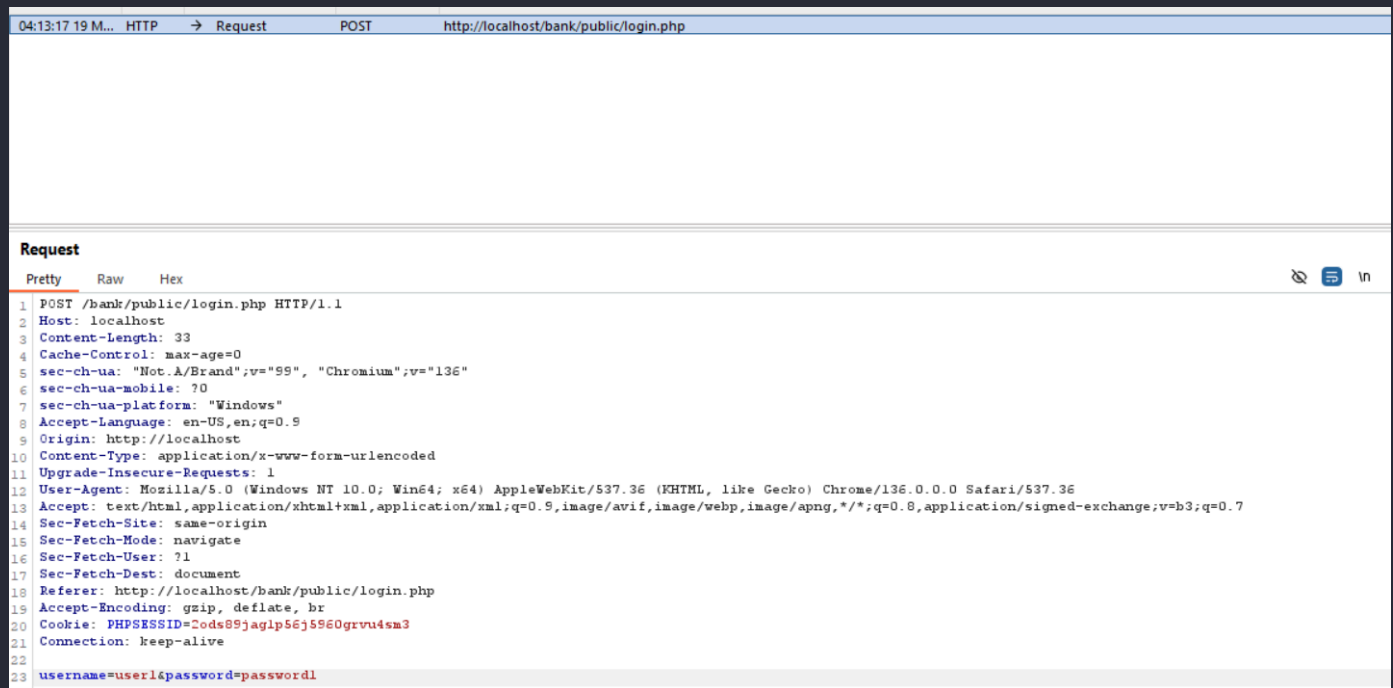 04:13:17 19 M... HTTP → Request POST http://localhost/bank/public/login.php
Request
Pretty Raw Hex \n
1 POST /bank/public/login.php HTTP/1.1
2 Host: localhost
3 Content-Length: 33
4 Cache-Control: max-age=0
5 sec-ch-ua: "Not.A/Brand";v="99", "Chromium";v="136"
6 sec-ch-ua-mobile: ?0
7 sec-ch-ua-platform: "Windows"
8 Accept-Language: en-US,en;q=0.9
9 Origin: http://localhost
10 Content-Type: application/x-www-form-urlencoded
11 Upgrade-Insecure-Requests: 1
12 User-Agent: Mozilla/5.0 (Windows NT 10.0; Win64; x64) AppleWebKit/537.36 (KHTML, like Gecko) Chrome/136.0.0.0 Safari/537.36
13 Accept: text/html,application/xhtml+xml,application/xml;q=0.9,image/avif,image/webp,image/apng,*/*;q=0.8,application/signed-exchange;v=b3;q=0.7
14 Sec-Fetch-Site: same-origin
15 Sec-Fetch-Mode: navigate
16 Sec-Fetch-User: ?1
17 Sec-Fetch-Dest: document
18 Referer: http://localhost/bank/public/login.php
19 Accept-Encoding: gzip, deflate, br
20 Cookie: PHPSESSID=2ods89jag1p56j5960grvu4sm3
21 Connection: keep-alive
22
23 username=user1&password=password1